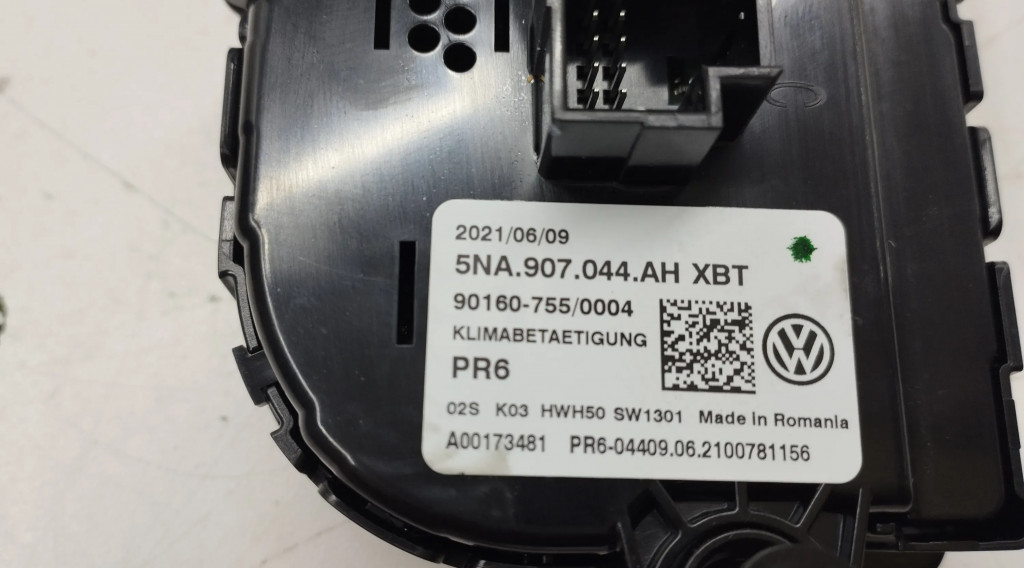 2021/06/09
5NA.907.044.AH XBT
90160-755/0004
KLIMABETAETIGUNG
PR6
02S K03 HWH50 SW1301 Made in Romania
A00173481 PR6-04409.06.2100781156